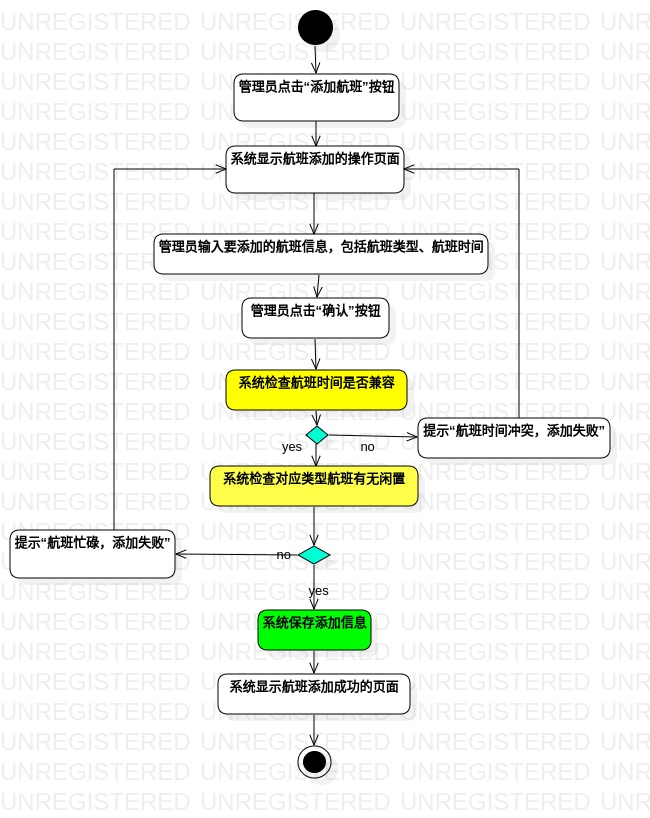 管理员点击“添加航班”按钮
系统显示航班添加的操作页面
管理员输入要添加的航班信息，包括航班类型、航班时间
管理员点击“确认”按钮
系统检查航班时间是否兼容
提示“航班时间冲突，添加失败”
yes
no
系统检查对应类型航班有无闲置
提示“航班忙碌，添加失败”
no
yes
系统保存添加信息
系统显示航班添加成功的页面
UNREGISTERED